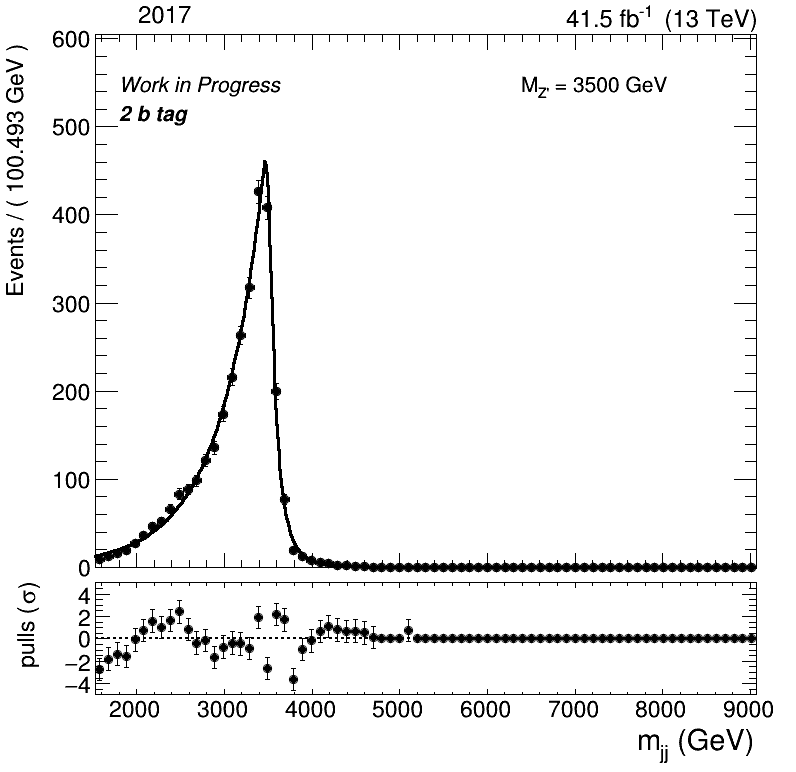 2017 41.5 fb⁻¹ (13 TeV)
Work in Progress
2 b tag
M_Z' = 3500 GeV
Events / ( 100.493 GeV )
600
500
400
300
200
100
0
pulls (σ)
4
2
0
−2
−4
2000 3000 4000 5000 6000 7000 8000 9000
m_jj (GeV)